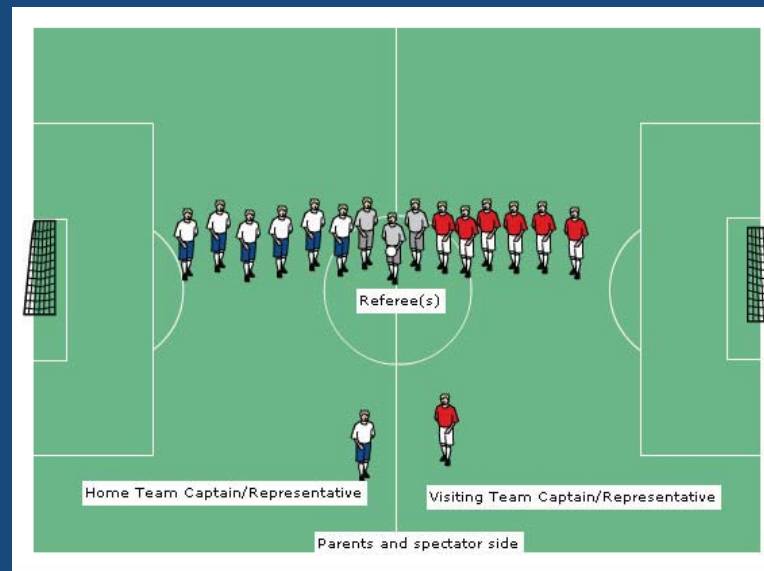 Referee(s)
Home Team Captain/Representative
Visiting Team Captain/Representative
Parents and spectator side